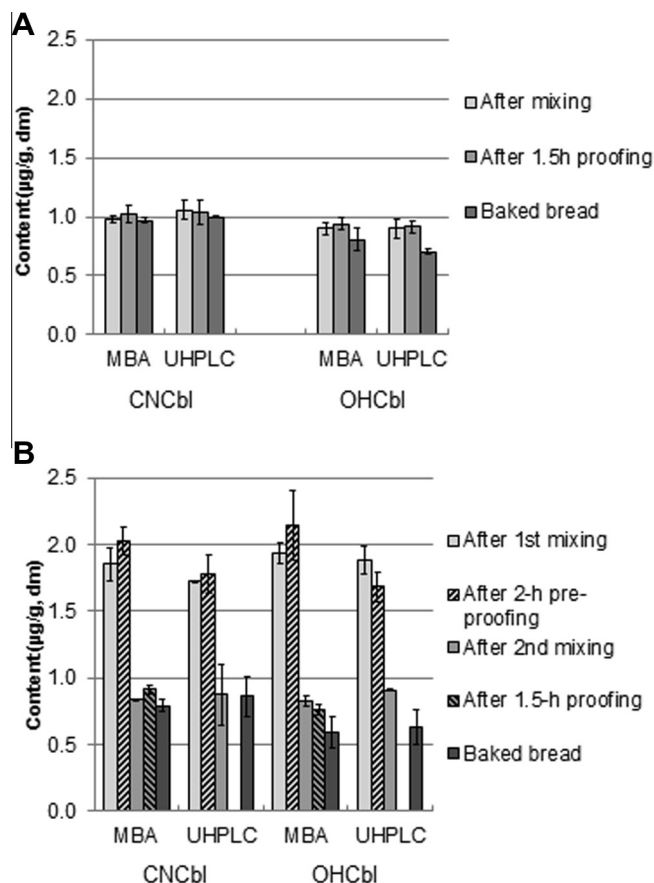 A
Content(µg/g, dm)
2.5
2.0
1.5
1.0
0.5
0.0
MBA UHPLC MBA UHPLC
CNCbl OHCbl
After mixing
After 1.5h proofing
Baked bread
B
Content(µg/g, dm)
2.5
2.0
1.5
1.0
0.5
0.0
MBA UHPLC MBA UHPLC
CNCbl OHCbl
After 1st mixing
After 2-h pre-
proofing
After 2nd mixing
After 1.5-h proofing
Baked bread